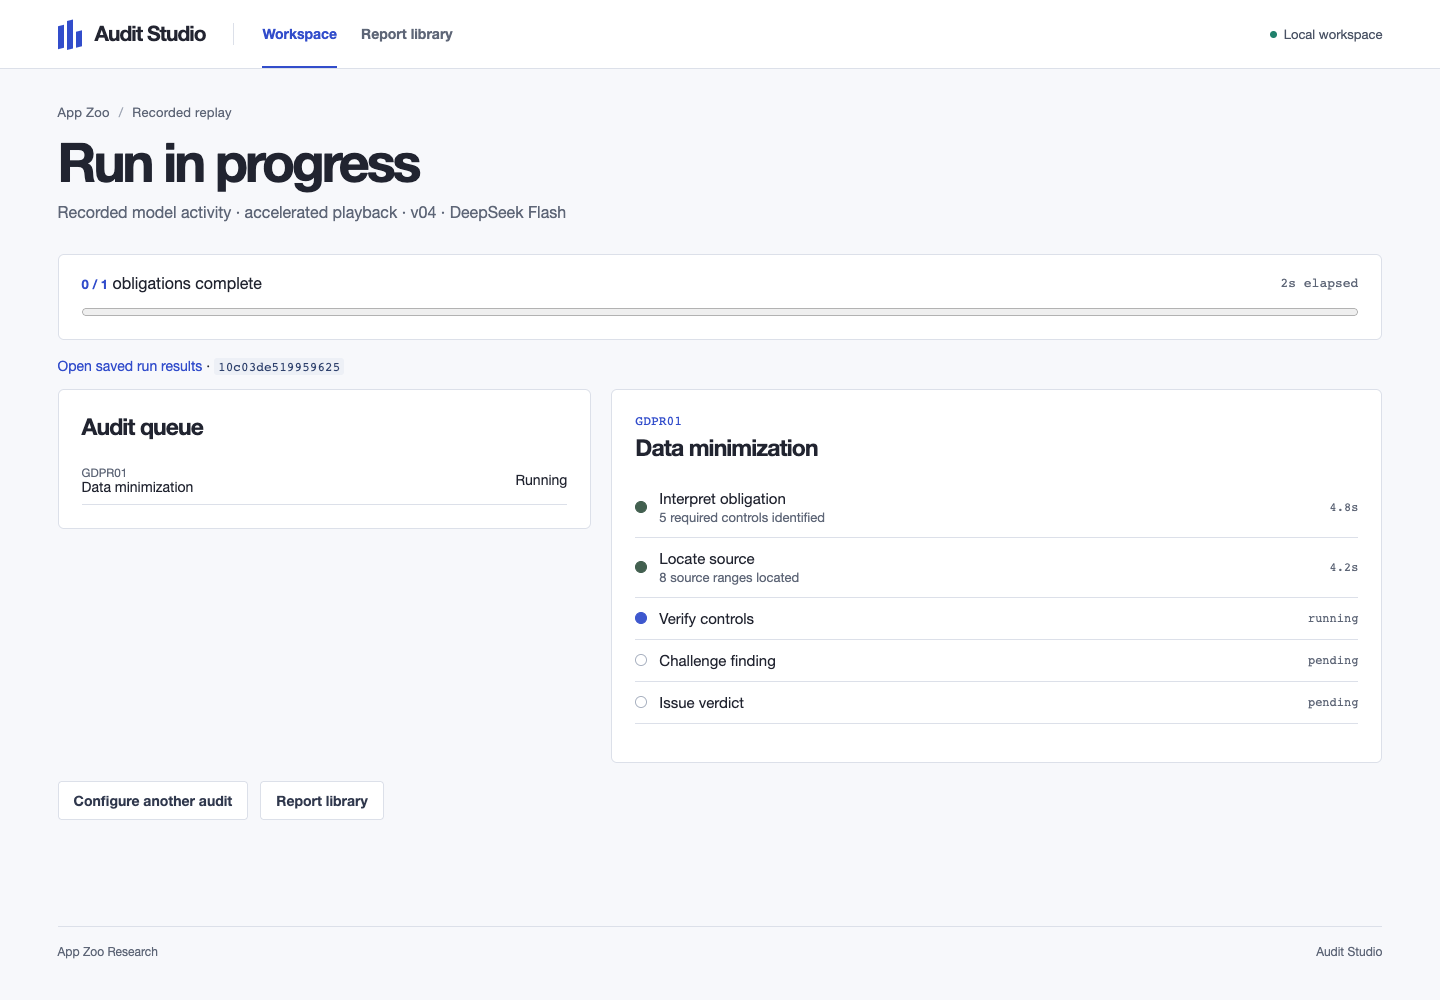 Audit Studio
Workspace
Report library
Local workspace
App Zoo / Recorded replay
Run in progress
Recorded model activity · accelerated playback · v04 · DeepSeek Flash
0 / 1 obligations complete
2s elapsed
Open saved run results · 10c03de519959625
Audit queue
GDPR01
Data minimization
Running
GDPR01
Data minimization
Interpret obligation
5 required controls identified
4.8s
Locate source
8 source ranges located
4.2s
Verify controls
running
Challenge finding
pending
Issue verdict
pending
Configure another audit
Report library
App Zoo Research
Audit Studio